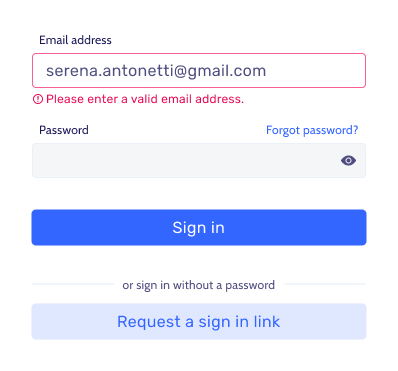 Email address
serena.antonetti@gmail.com
Please enter a valid email address.
Password Forgot password?
Sign in
or sign in without a password
Request a sign in link